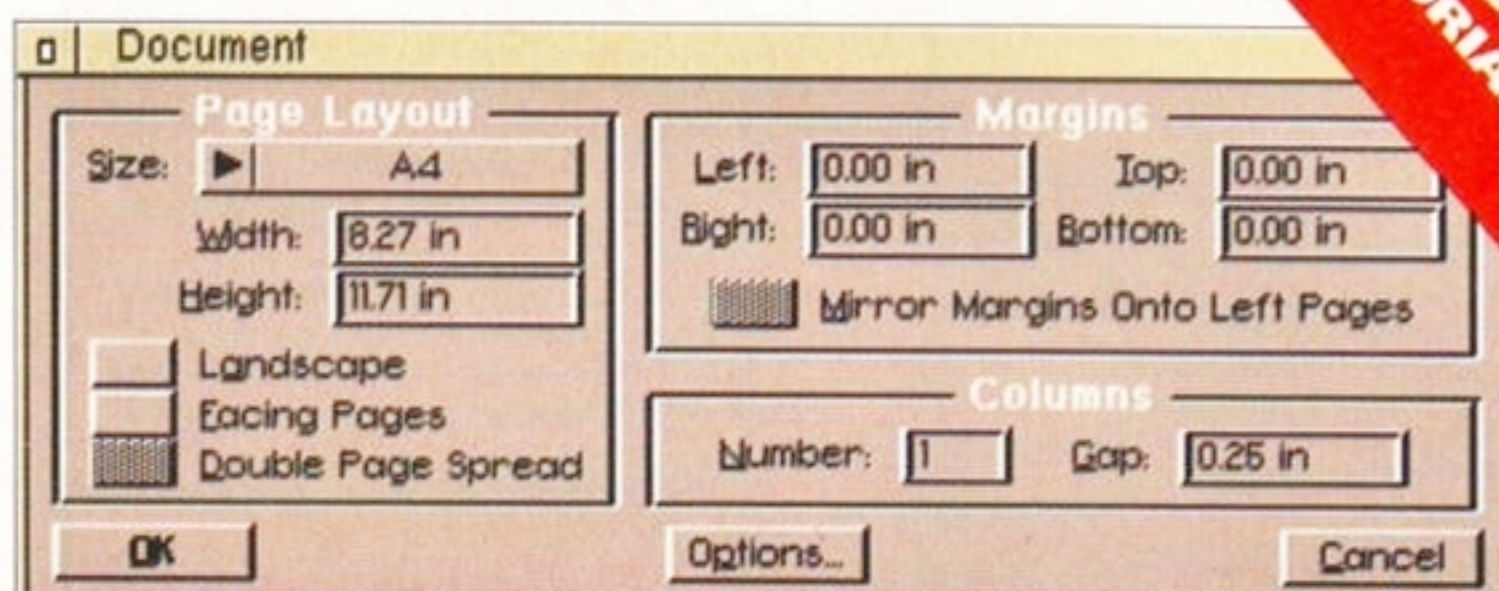 Document
Page Layout
Size: A4
Width: 8.27 in
Height: 11.71 in
Landscape
Facing Pages
Double Page Spread
Margins
Left: 0.00 in Top: 0.00 in
Right: 0.00 in Bottom: 0.00 in
Mirror Margins Onto Left Pages
Columns
Number: 1 Gap: 0.25 in
OK Options... Cancel